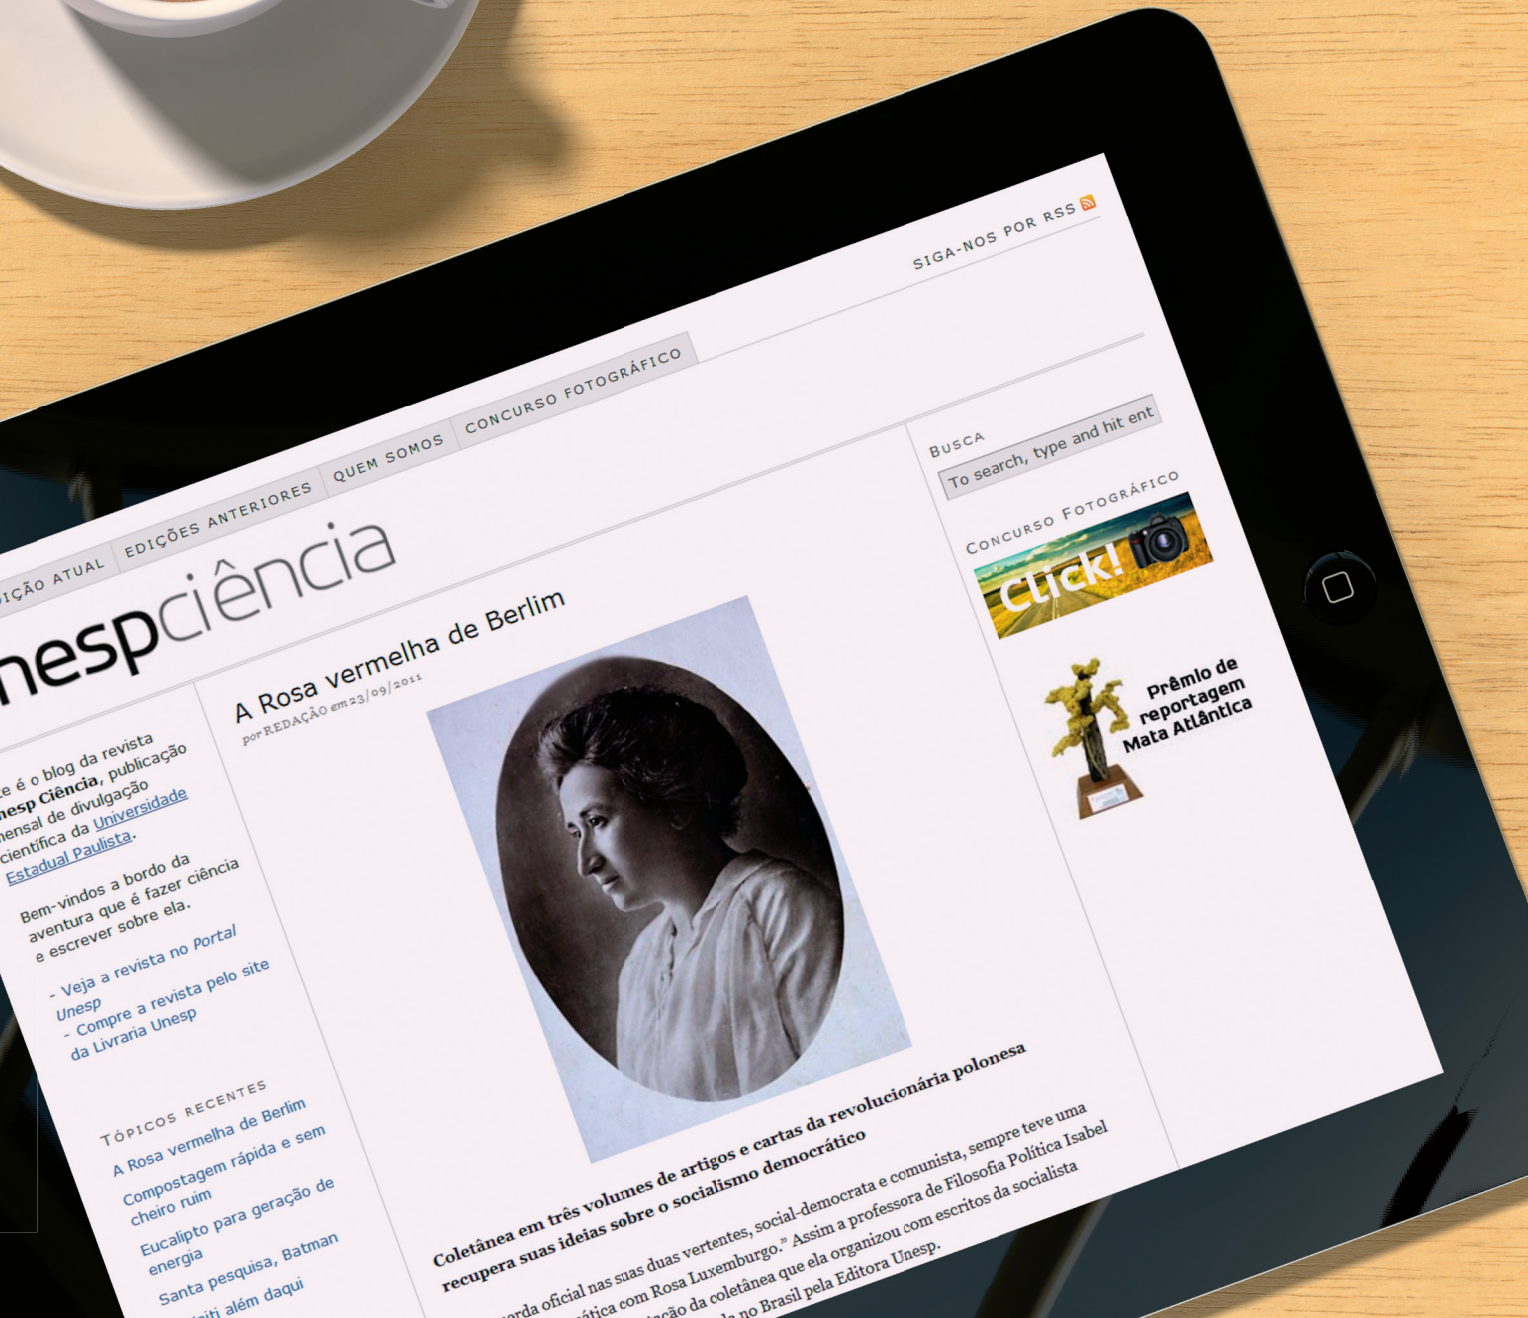 SIGA-NOS POR RSS
ATUAL
EDIÇÕES ANTERIORES
QUEM SOMOS
CONCURSO FOTOGRÁFICO
nespciência
é o blog da revista
nesp Ciência, publicação
mensal de divulgação
científica da Universidade
Estadual Paulista.
Bem-vindos a bordo da
aventura que é fazer ciência
e escrever sobre ela.
- Veja a revista no Portal
Unesp
- Compre a revista pelo site
da Livraria Unesp
TÓPICOS RECENTES
A Rosa vermelha de Berlim
Compostagem rápida e sem
cheiro ruim
Eucalipto para geração de
energia
Santa pesquisa, Batman
além daqui
A Rosa vermelha de Berlim
por REDAÇÃO em 23/09/2011
Coletânea em três volumes de artigos e cartas da revolucionária polonesa
recupera suas ideias sobre o socialismo democrático
oficial nas suas duas vertentes, social-democrata e comunista, sempre teve uma
com Rosa Luxemburgo.” Assim a professora de Filosofia Política Isabel
da coletânea que ela organizou com escritos da socialista
no Brasil pela Editora Unesp.
BUSCA
To search, type and hit ent
CONCURSO FOTOGRÁFICO
Click!
Prêmio de
reportagem
Mata Atlântica